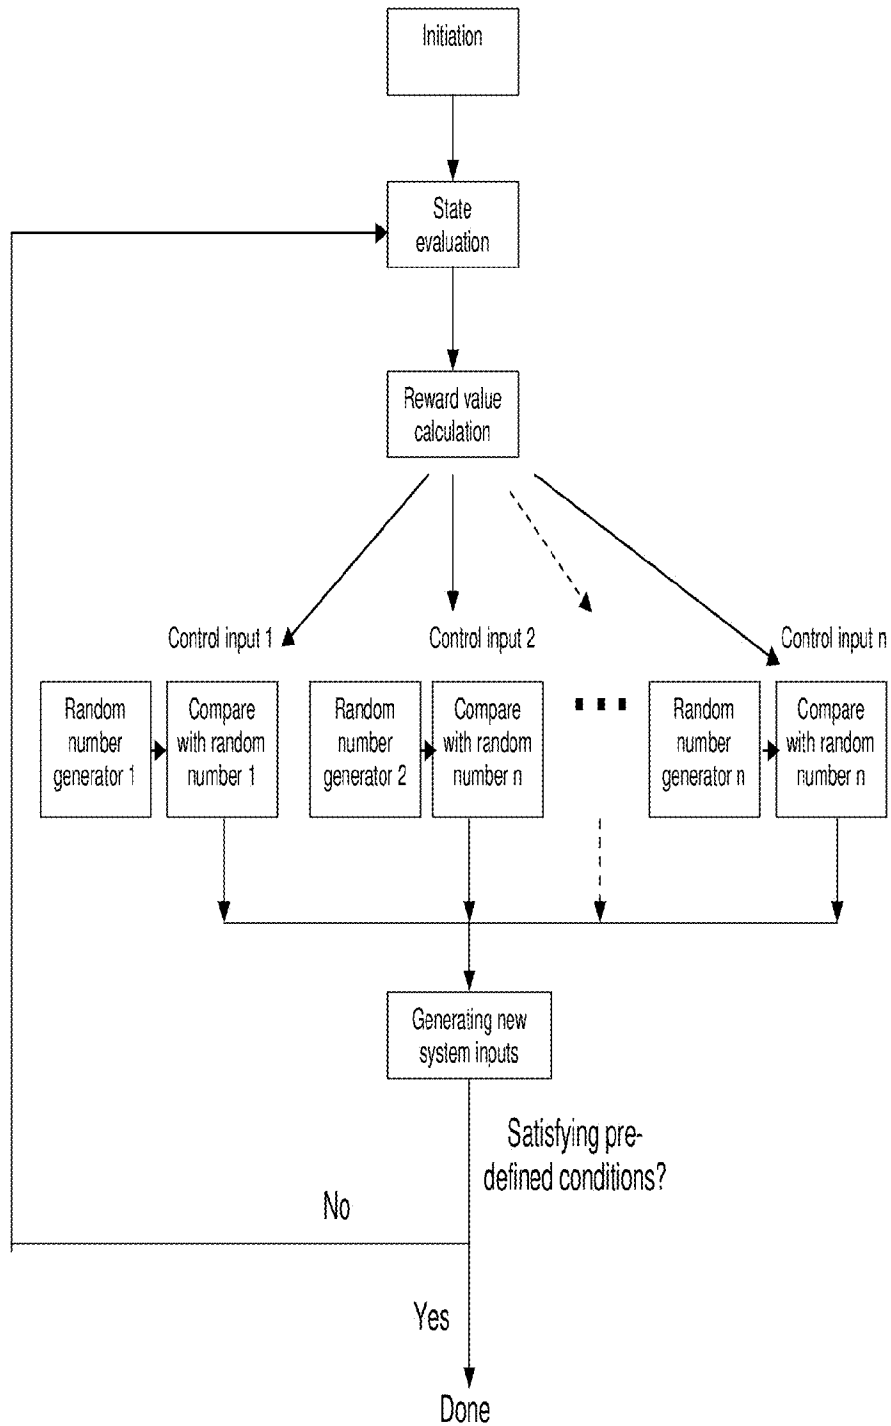 Initiation
State
evaluation
Reward value
calculation
Control input 1
Control input 2
Control input n
Random
number
generator 1
Compare
with random
number 1
Random
number
generator 2
Compare
with random
number n
Random
number
generator n
Compare
with random
number n
Generating new
system inputs
Satisfying pre-
defined conditions?
No
Yes
Done